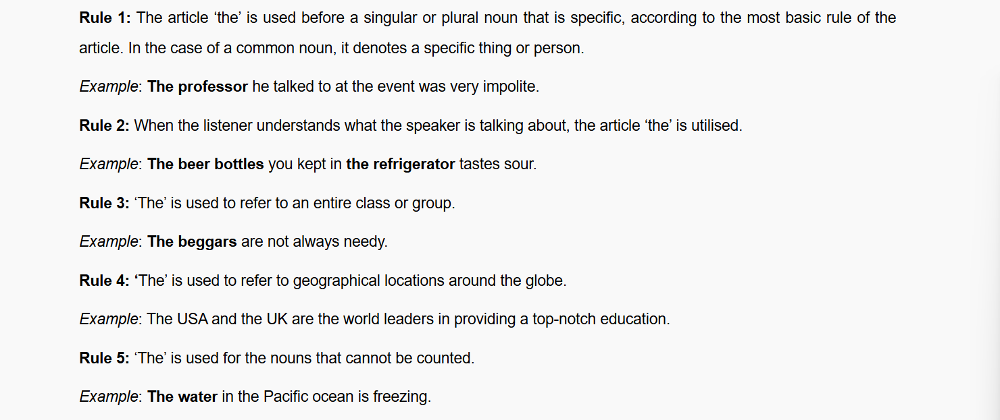 Rule 1: The article ‘the’ is used before a singular or plural noun that is specific, according to the most basic rule of the
article. In the case of a common noun, it denotes a specific thing or person.
Example: The professor he talked to at the event was very impolite.
Rule 2: When the listener understands what the speaker is talking about, the article ‘the’ is utilised.
Example: The beer bottles you kept in the refrigerator tastes sour.
Rule 3: ‘The’ is used to refer to an entire class or group.
Example: The beggars are not always needy.
Rule 4: ‘The’ is used to refer to geographical locations around the globe.
Example: The USA and the UK are the world leaders in providing a top-notch education.
Rule 5: ‘The’ is used for the nouns that cannot be counted.
Example: The water in the Pacific ocean is freezing.